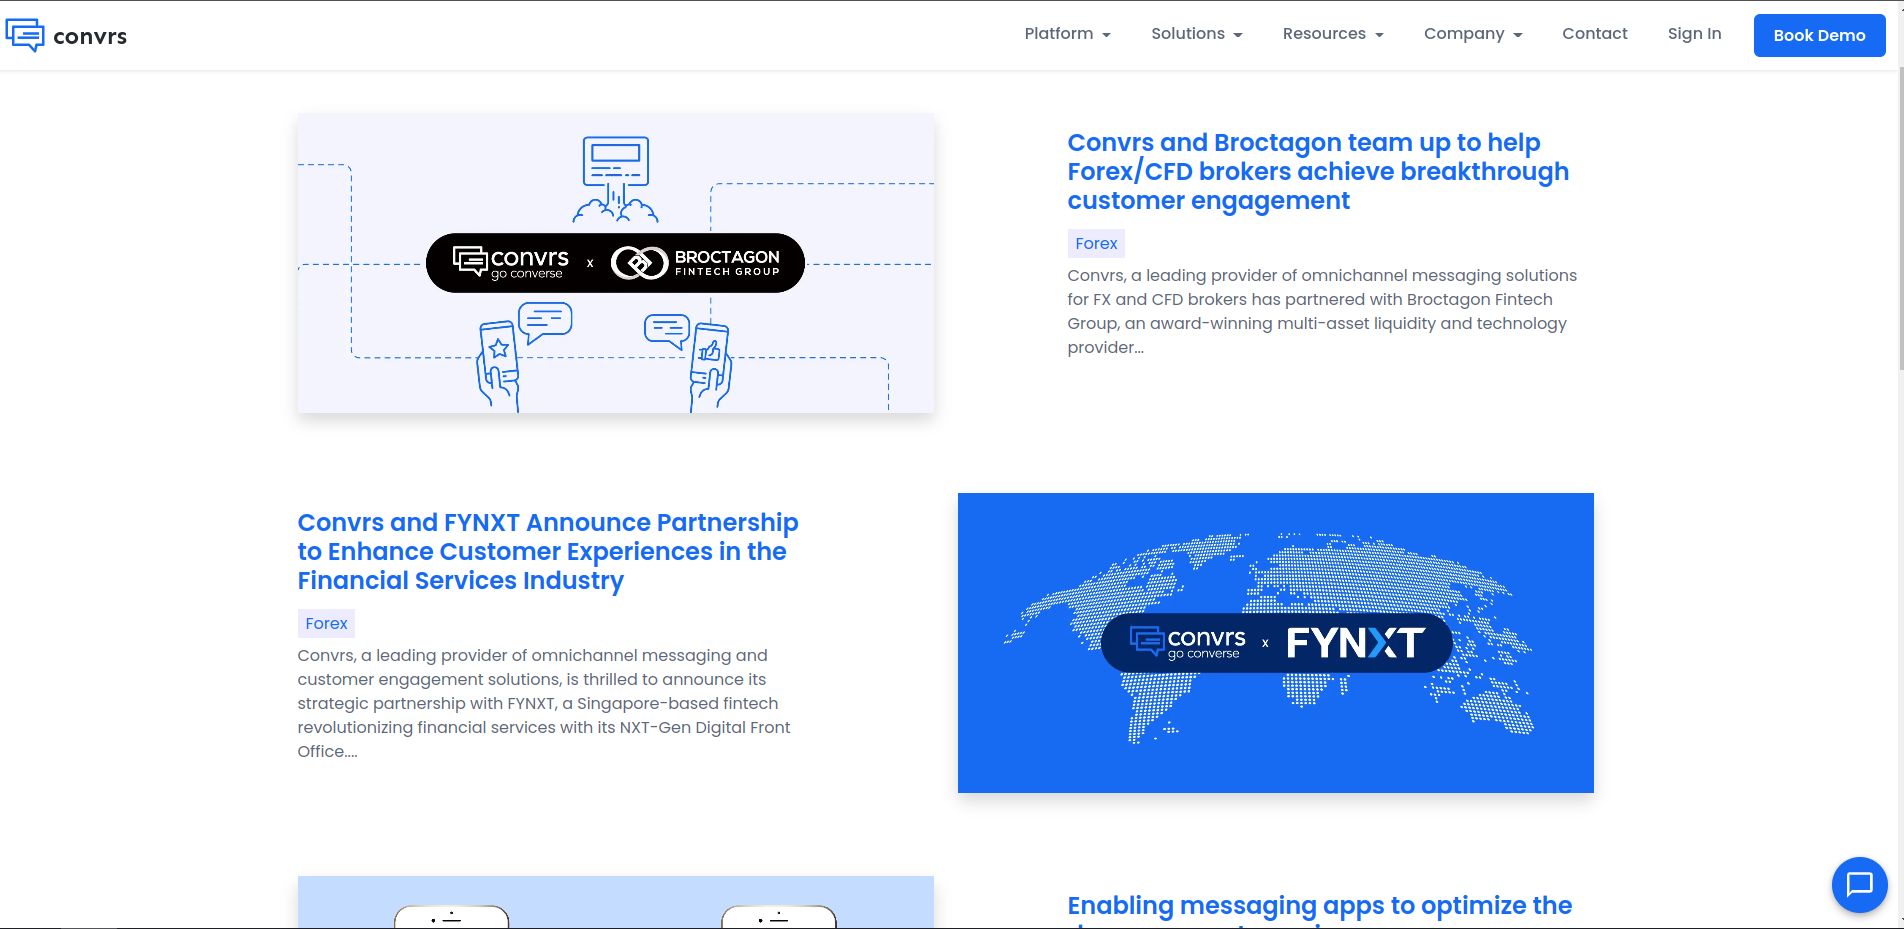 convrs
Platform
Solutions
Resources
Company
Contact
Sign In
Book Demo
convrs
go converse
x
BROCTAGON
FINTECH GROUP
Convrs and Broctagon team up to help
Forex/CFD brokers achieve breakthrough
customer engagement
Forex
Convrs, a leading provider of omnichannel messaging solutions
for FX and CFD brokers has partnered with Broctagon Fintech
Group, an award-winning multi-asset liquidity and technology
provider...
Convrs and FYNXT Announce Partnership
to Enhance Customer Experiences in the
Financial Services Industry
Forex
Convrs, a leading provider of omnichannel messaging and
customer engagement solutions, is thrilled to announce its
strategic partnership with FYNXT, a Singapore-based fintech
revolutionizing financial services with its NXT-Gen Digital Front
Office....
convrs
go converse
x
FYNXT
Enabling messaging apps to optimize the